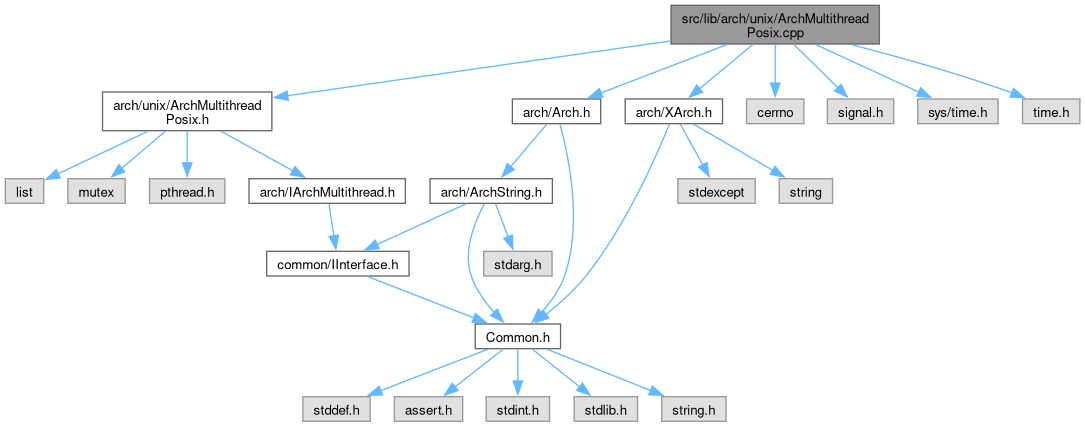 src/lib/arch/unix/ArchMultithread
Posix.cpp
arch/unix/ArchMultithread
Posix.h
arch/Arch.h
arch/XArch.h
cerrno
signal.h
sys/time.h
time.h
list
mutex
pthread.h
arch/IArchMultithread.h
arch/ArchString.h
stdexcept
string
common/IInterface.h
stdarg.h
Common.h
stddef.h
assert.h
stdint.h
stdlib.h
string.h